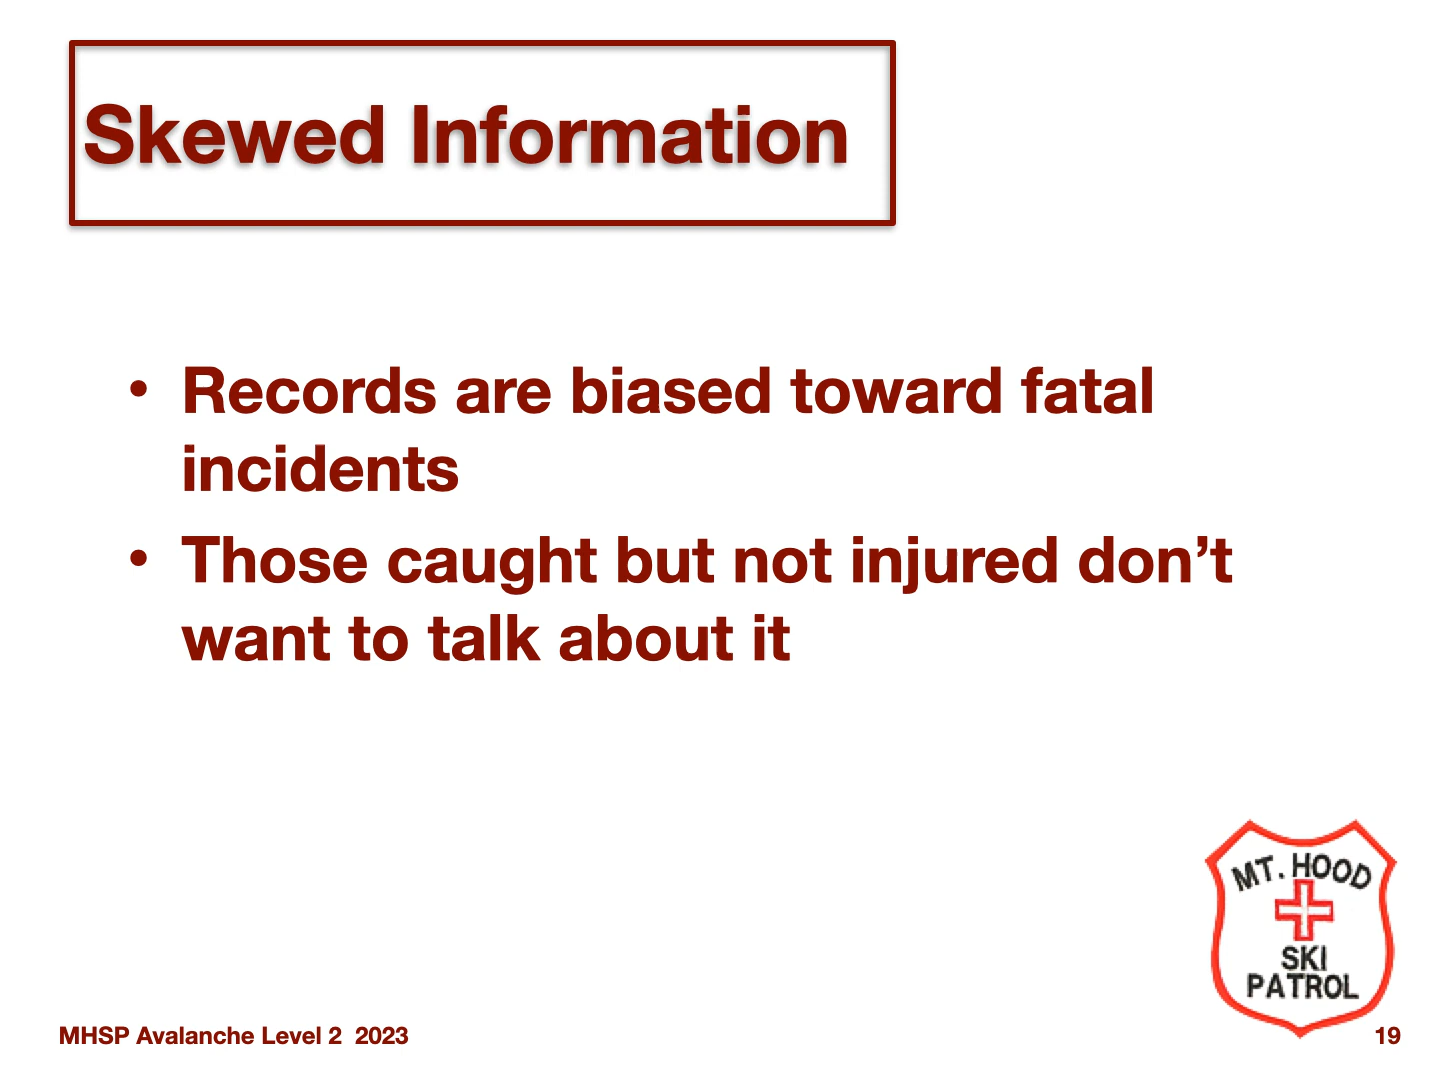 Skewed Information
• Records are biased toward fatal
incidents
• Those caught but not injured don’t
want to talk about it
MT. HOOD
SKI
PATROL
MHSP Avalanche Level 2  2023
19